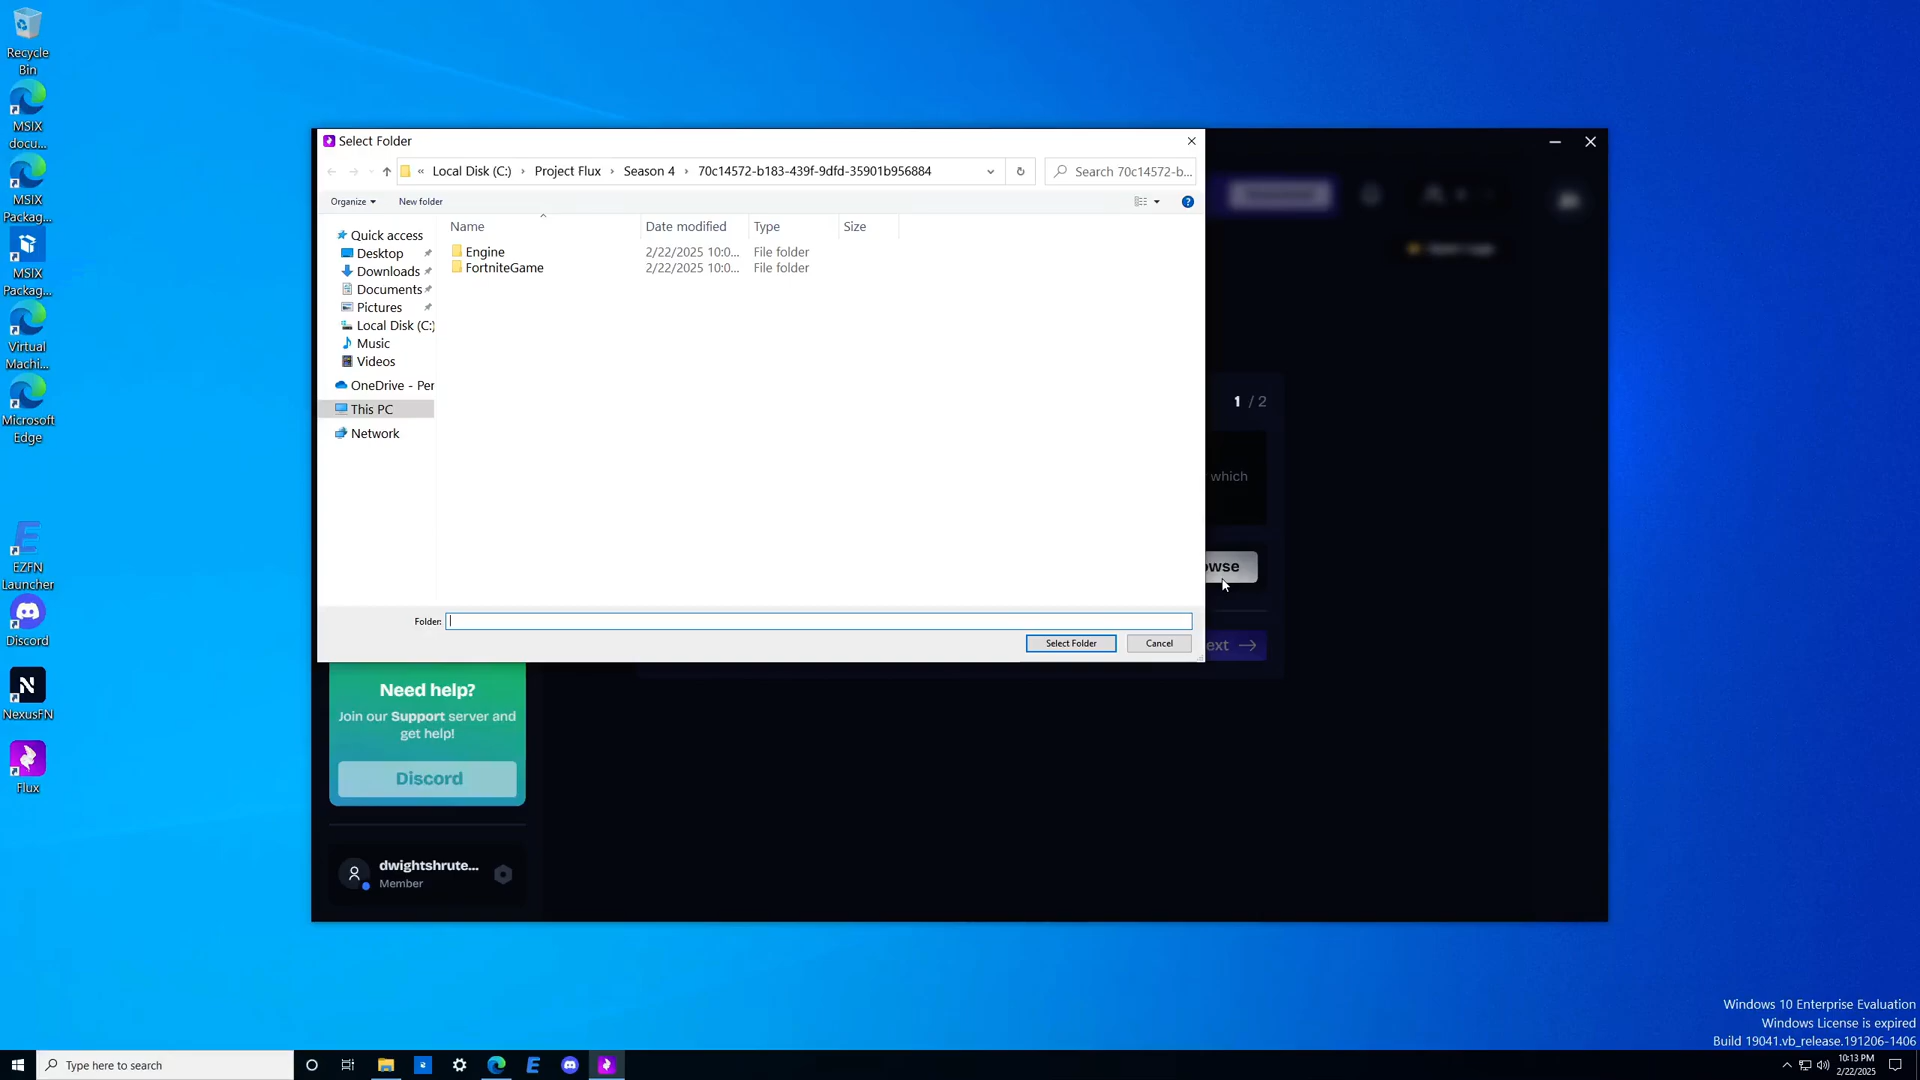 Recycle
Bin
MSIX
docu...
MSIX
Packag...
MSIX
Packag...
Virtual
Machi...
Microsoft
Edge
EZFN
Launcher
Discord
NexusFN
Flux
Select Folder
« Local Disk (C:) › Project Flux › Season 4 › 70c14572-b183-439f-9dfd-35901b956884
Search 70c14572-b...
Organize
New folder
Name Date modified Type Size
Engine 2/22/2025 10:0... File folder
FortniteGame 2/22/2025 10:0... File folder
Quick access
Desktop
Downloads
Documents
Pictures
Local Disk (C:)
Music
Videos
OneDrive - Per
This PC
Network
Folder:
Select Folder
Cancel
1 / 2
which
owse
ext
Need help?
Join our Support server and
get help!
Discord
dwightshrute...
Member
Windows 10 Enterprise Evaluation
Windows License is expired
Build 19041.vb_release.191206-1406
Type here to search
10:13 PM
2/22/2025